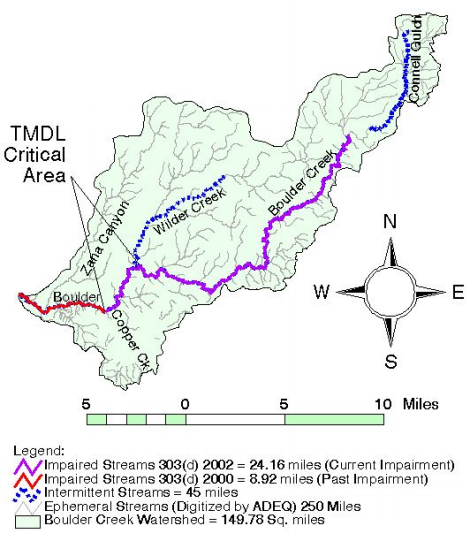 Connell Gulch
TMDL
Critical
Area
Boulder Creek
Wilder Creek
Zana Canyon
Boulder
Copper Ck.
N
W E
S
5 0 5 10 Miles
Legend:
Impaired Streams 303(d) 2002 = 24.16 miles (Current Impairment)
Impaired Streams 303(d) 2000 = 8.92 miles (Past Impairment)
Intermittent Streams = 45 miles
Ephemeral Streams (Digitized by ADEQ) 250 Miles
Boulder Creek Watershed = 149.78 Sq. miles